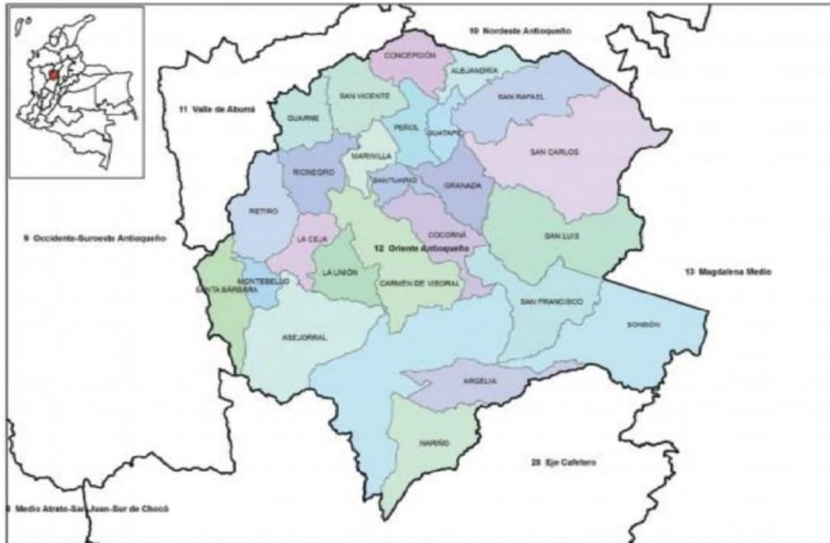 10 Nordeste Antioqueño
CONCEPCIÓN
ALEJANDRÍA
SAN VICENTE
SAN RAFAEL
11 Valle de Aburrá
GUARNE
PEÑOL
GUATAPE
MARINILLA
SAN CARLOS
RIONEGRO
SANTUARIO
GRANADA
RETIRO
COCORNÁ
SAN LUIS
9 Occidente-Suroeste Antioqueño
LA CEJA
12 Oriente Antioqueño
LA UNIÓN
13 Magdalena Medio
MONTEBELLO
SANTA BÁRBARA
CARMEN DE VIBORAL
SAN FRANCISCO
SONSÓN
ABEJORRAL
ARGELIA
NARIÑO
28 Eje Cafetero
8 Medio Atrato-San Juan-Sur de Chocó